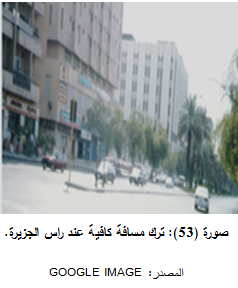 صورة (53): ترك مسافة كافية عند راس الجزيرة.
المصدر: GOOGLE IMAGE